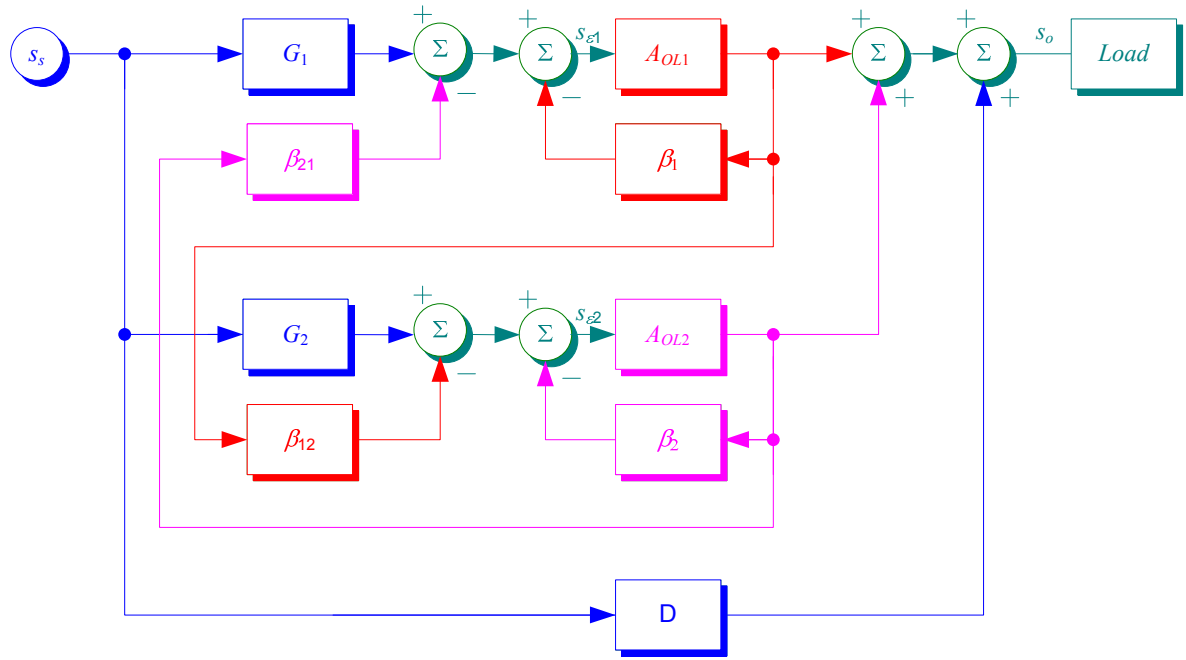 + + + +
s_s G_1 Σ Σ s_ε1 A_OL1 Σ Σ s_o Load
− − + +
β_21 β_1
+ +
G_2 Σ Σ s_ε2 A_OL2
− −
β_12 β_2
D